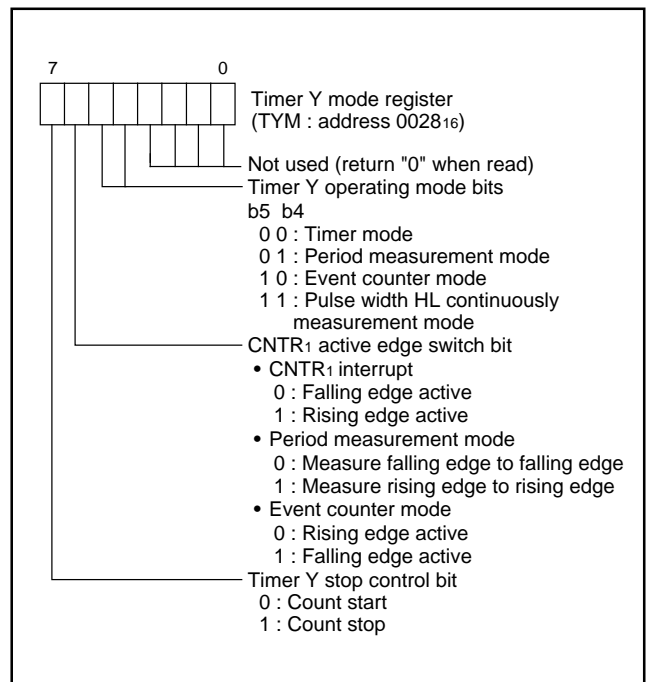 7 0
Timer Y mode register
(TYM : address 002816)
Not used (return "0" when read)
Timer Y operating mode bits
b5 b4
0 0 : Timer mode
0 1 : Period measurement mode
1 0 : Event counter mode
1 1 : Pulse width HL continuously
measurement mode
CNTR1 active edge switch bit
• CNTR1 interrupt
0 : Falling edge active
1 : Rising edge active
• Period measurement mode
0 : Measure falling edge to falling edge
1 : Measure rising edge to rising edge
• Event counter mode
0 : Rising edge active
1 : Falling edge active
Timer Y stop control bit
0 : Count start
1 : Count stop